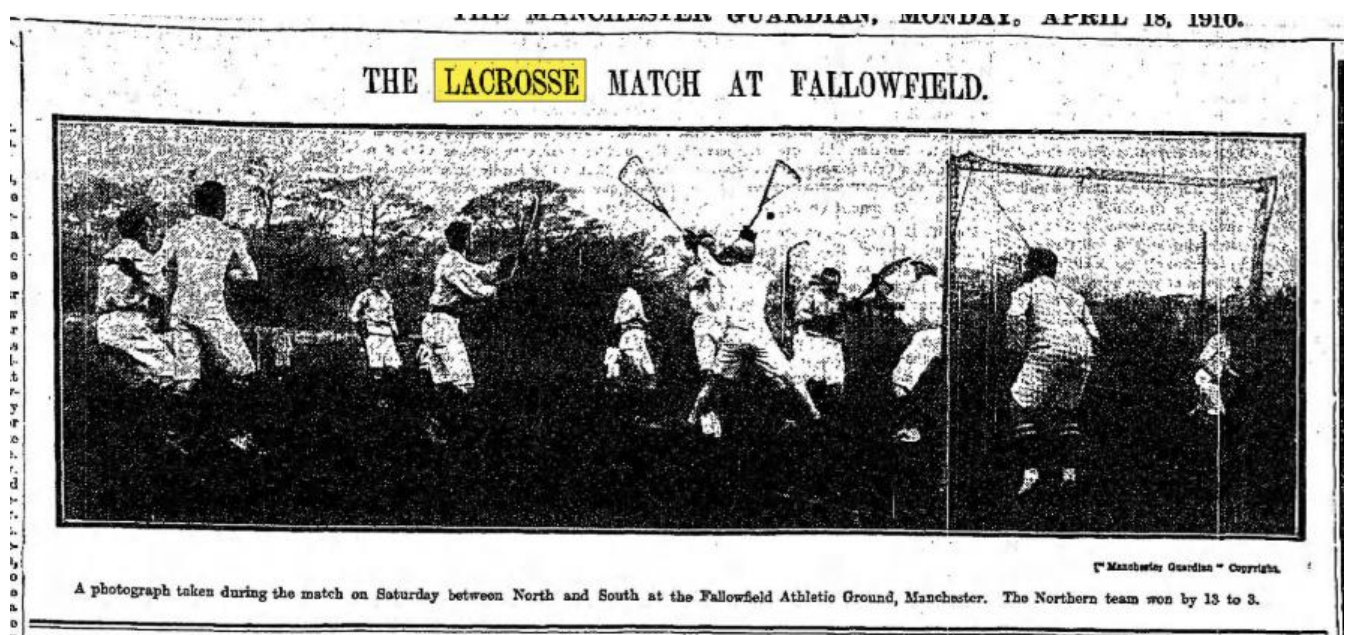 THE MANCHESTER GUARDIAN, MONDAY, APRIL 18, 1910.
THE LACROSSE MATCH AT FALLOWFIELD.
["Manchester Guardian" Copyright.
A photograph taken during the match on Saturday between North and South at the Fallowfield Athletic Ground, Manchester. The Northern team won by 13 to 3.